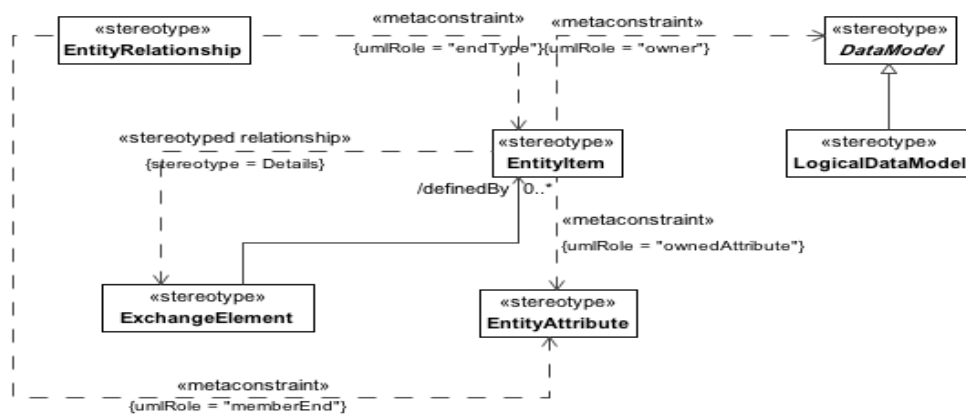 «metaconstraint»
«metaconstraint»
«stereotype»
EntityRelationship
{umlRole = "endType"}
{umlRole = "owner"}
«stereotype»
DataModel
«stereotyped relationship»
{stereotype = Details}
«stereotype»
EntityItem
«stereotype»
LogicalDataModel
/definedBy 0..*
«metaconstraint»
{umlRole = "ownedAttribute"}
«stereotype»
ExchangeElement
«stereotype»
EntityAttribute
«metaconstraint»
{umlRole = "memberEnd"}